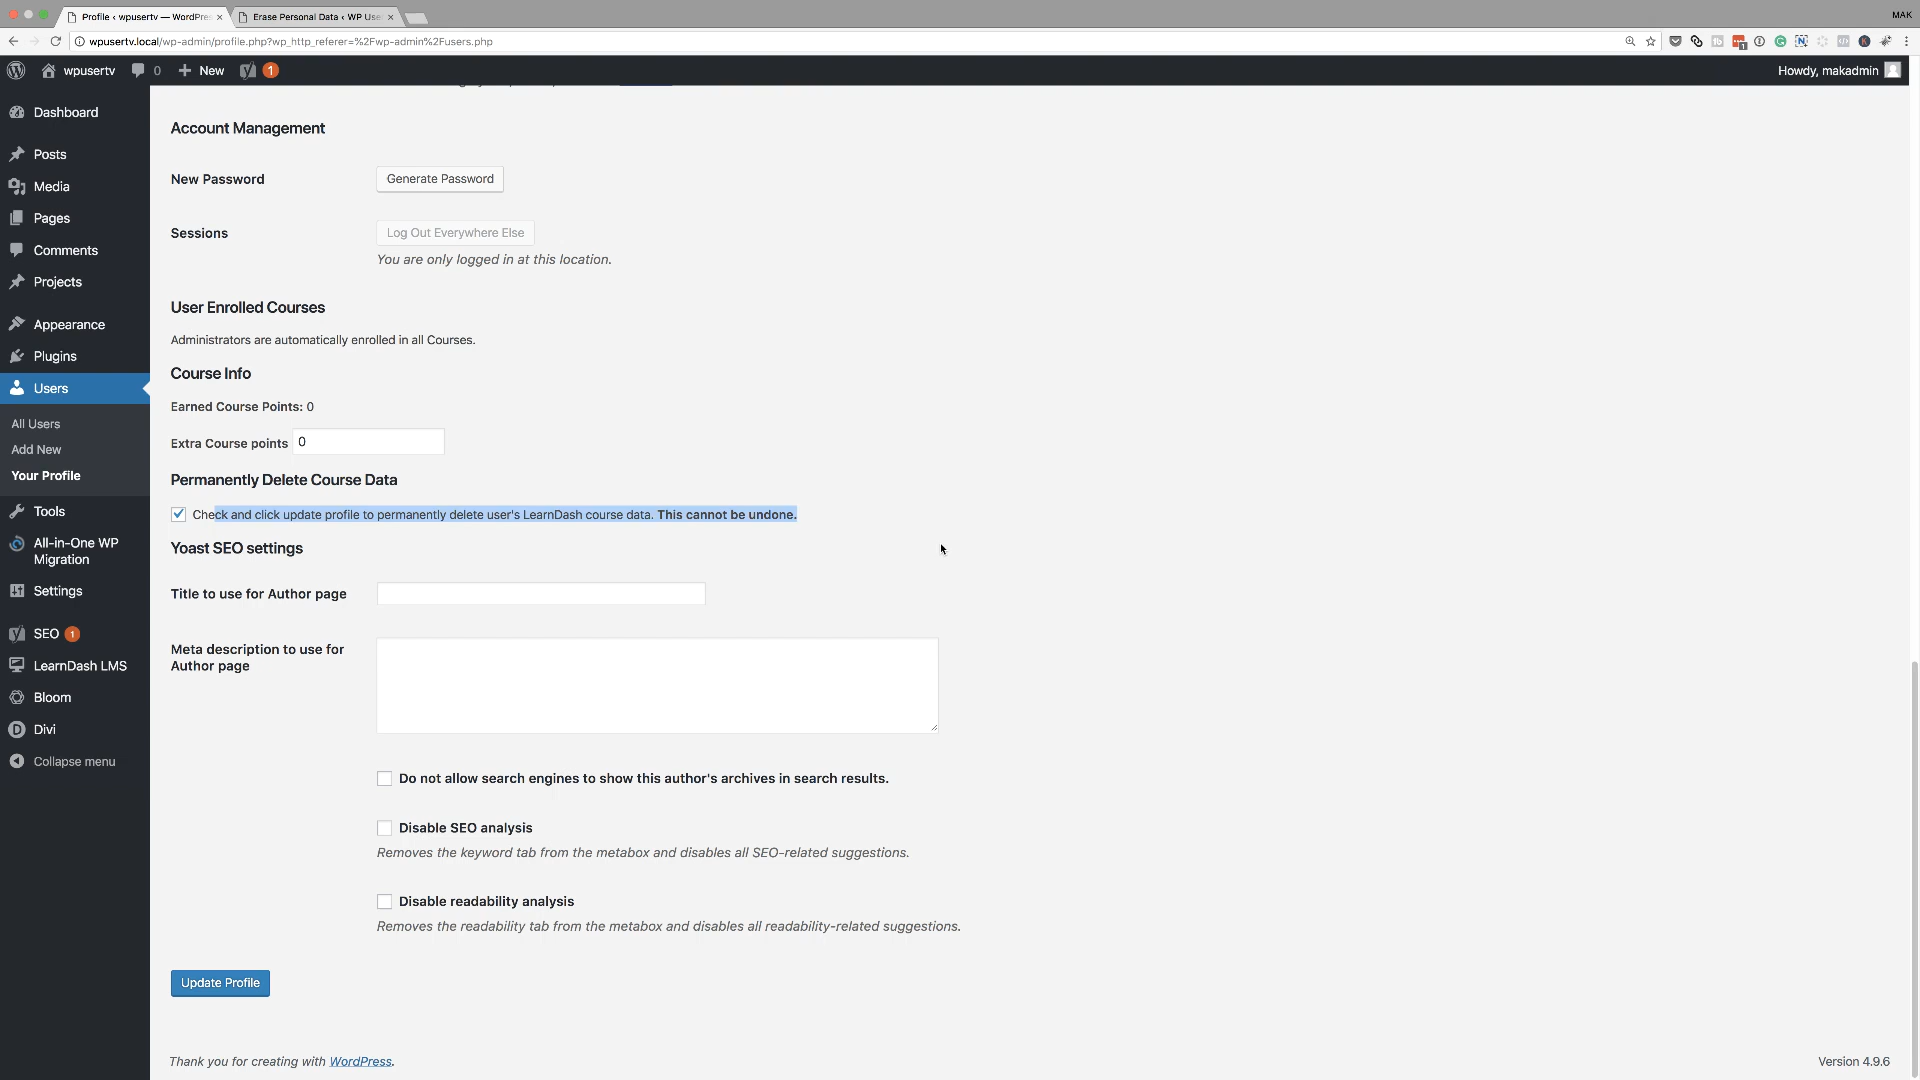 Profile ‹ wpusertv — WordPre
Erase Personal Data ‹ WP Use
MAK
wpusertv.local/wp-admin/profile.php?wp_http_referer=%2Fwp-admin%2Fusers.php
wpusertv
0
New
1
Howdy, makadmin
Dashboard
Posts
Media
Pages
Comments
Projects
Appearance
Plugins
Users
All Users
Add New
Your Profile
Tools
All-in-One WP
Migration
Settings
SEO 1
LearnDash LMS
Bloom
Divi
Collapse menu
Account Management
New Password
Generate Password
Sessions
Log Out Everywhere Else
You are only logged in at this location.
User Enrolled Courses
Administrators are automatically enrolled in all Courses.
Course Info
Earned Course Points: 0
Extra Course points 0
Permanently Delete Course Data
Check and click update profile to permanently delete user's LearnDash course data. This cannot be undone.
Yoast SEO settings
Title to use for Author page
Meta description to use for
Author page
Do not allow search engines to show this author's archives in search results.
Disable SEO analysis
Removes the keyword tab from the metabox and disables all SEO-related suggestions.
Disable readability analysis
Removes the readability tab from the metabox and disables all readability-related suggestions.
Update Profile
Thank you for creating with WordPress.
Version 4.9.6